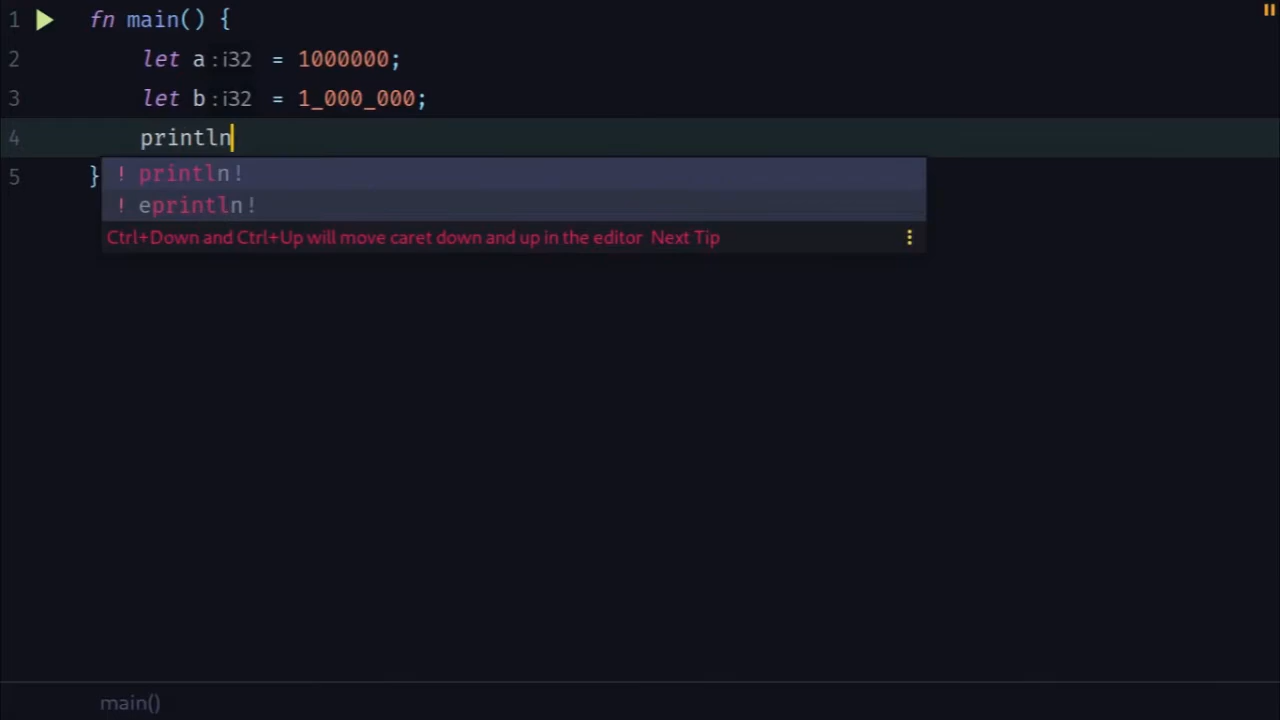 1 fn main() {
2 let a : i32 = 1000000;
3 let b : i32 = 1_000_000;
4 println
5 }
! println!
! eprintln!
Ctrl+Down and Ctrl+Up will move caret down and up in the editor Next Tip
main()